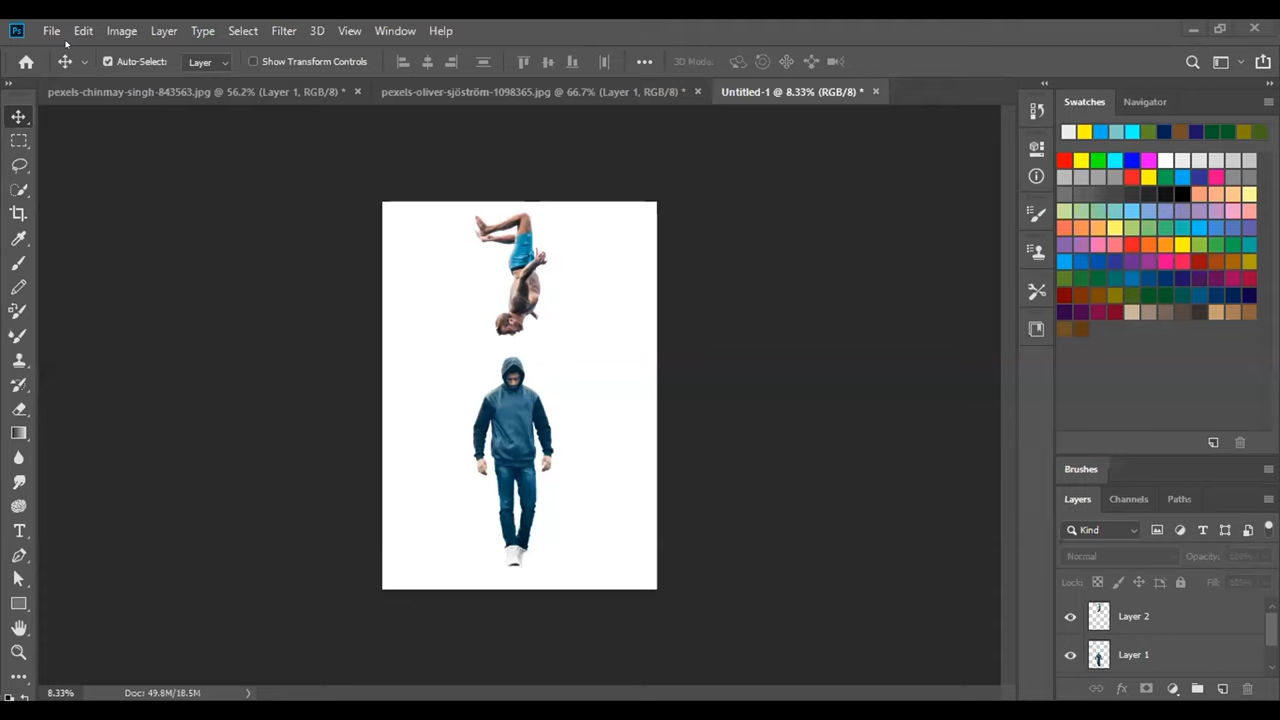 Ps File Edit Image Layer Type Select Filter 3D View Window Help
Auto-Select: Layer Show Transform Controls ••• 3D Mode:
pexels-chinmay-singh-843563.jpg @ 56.2% (Layer 1, RGB/8) * × pexels-oliver-sjöström-1098365.jpg @ 66.7% (Layer 1, RGB/8) * × Untitled-1 @ 8.33% (RGB/8) * ×
Swatches Navigator
Brushes
Layers Channels Paths
Kind
Normal Opacity:
Lock: Fill:
Layer 2
Layer 1
8.33% Doc: 49.8M/18.5M